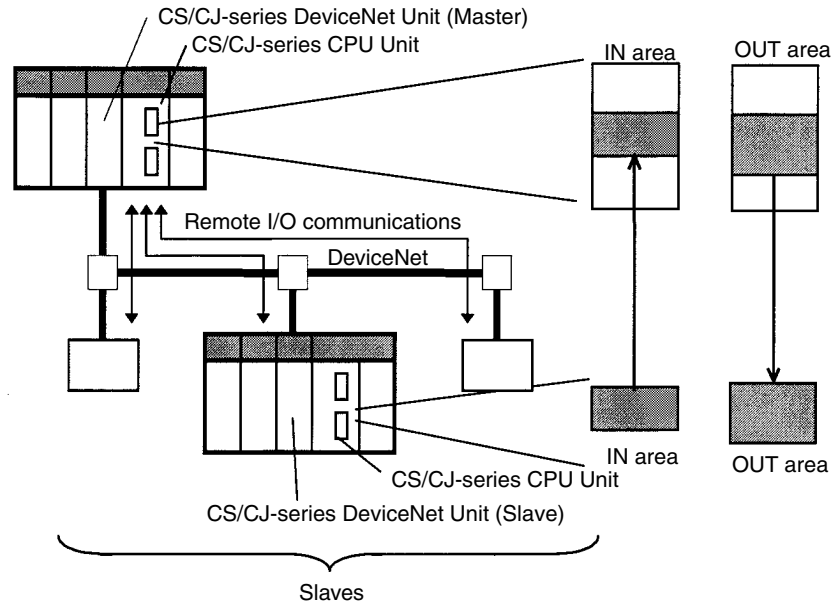 CS/CJ-series DeviceNet Unit (Master)
CS/CJ-series CPU Unit
IN area
OUT area
Remote I/O communications
DeviceNet
IN area
OUT area
CS/CJ-series CPU Unit
CS/CJ-series DeviceNet Unit (Slave)
Slaves